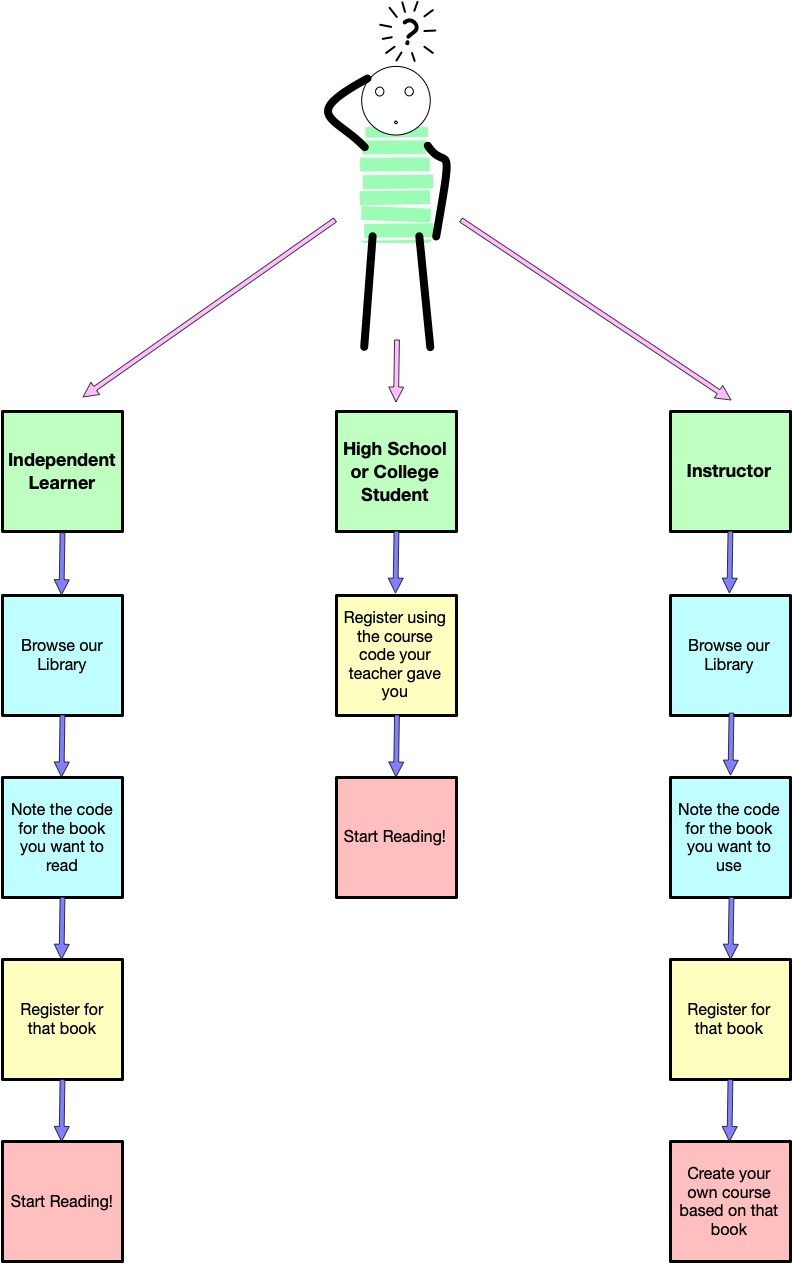 ?
Independent
Learner
High School
or College
Student
Instructor
Browse our
Library
Register using
the course
code your
teacher gave
you
Browse our
Library
Note the code
for the book
you want to
read
Start Reading!
Note the code
for the book
you want to
use
Register for
that book
Register for
that book
Start Reading!
Create your
own course
based on that
book